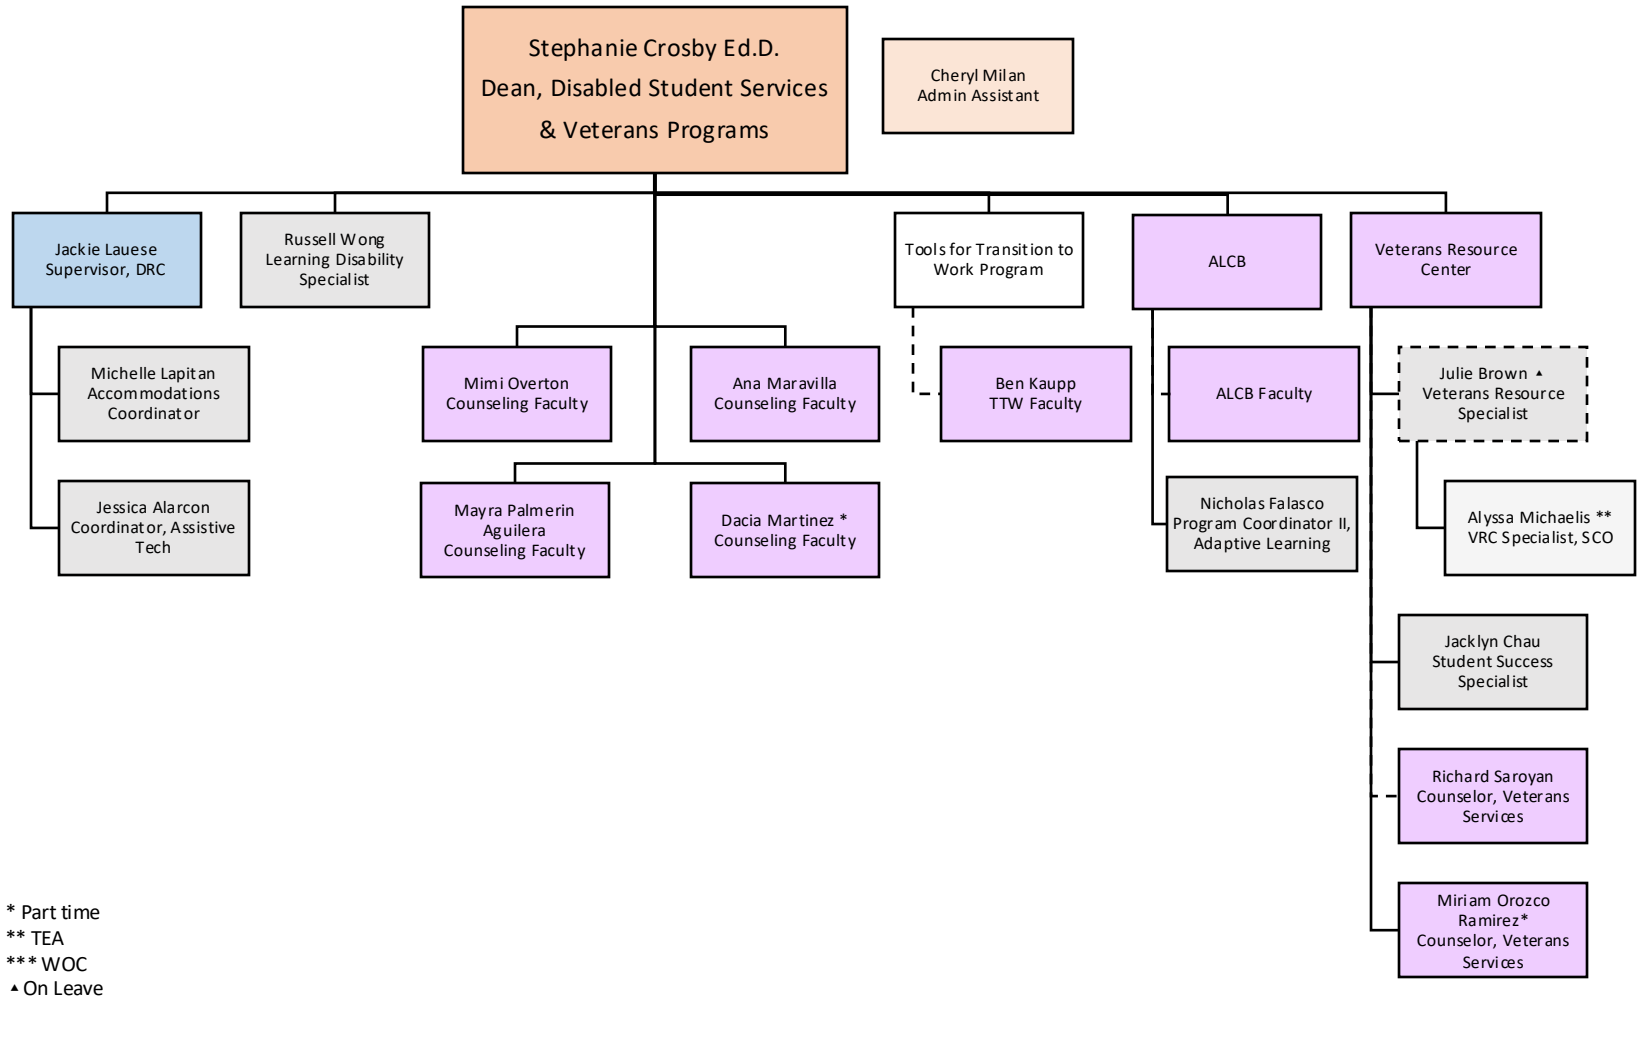 Stephanie Crosby Ed.D.
Dean, Disabled Student Services
& Veterans Programs
Cheryl Milan
Admin Assistant
Jackie Lauese
Supervisor, DRC
Russell Wong
Learning Disability
Specialist
Tools for Transition to
Work Program
ALCB
Veterans Resource
Center
Michelle Lapitan
Accommodations
Coordinator
Mimi Overton
Counseling Faculty
Ana Maravilla
Counseling Faculty
Ben Kaupp
TTW Faculty
ALCB Faculty
Julie Brown ▲
Veterans Resource
Specialist
Jessica Alarcon
Coordinator, Assistive
Tech
Mayra Palmerin
Aguilera
Counseling Faculty
Dacia Martinez *
Counseling Faculty
Nicholas Falasco
Program Coordinator II,
Adaptive Learning
Alyssa Michaelis **
VRC Specialist, SCO
Jacklyn Chau
Student Success
Specialist
Richard Saroyan
Counselor, Veterans
Services
Miriam Orozco
Ramirez*
Counselor, Veterans
Services
* Part time
** TEA
*** WOC
▲ On Leave